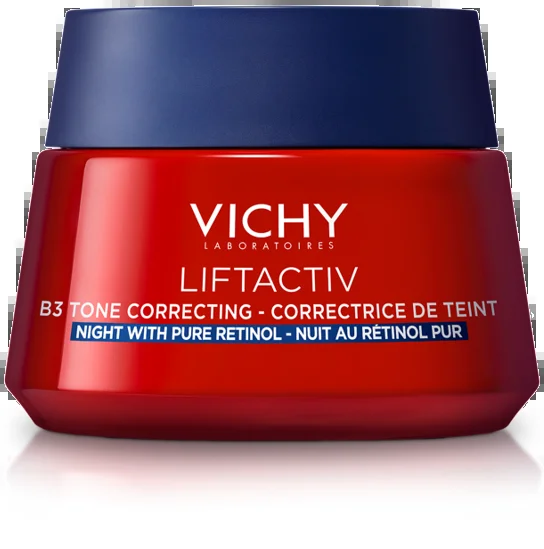 VICHY
LABORATOIRES
LIFTACTIV
B3 TONE CORRECTING - CORRECTRICE DE TEINT
NIGHT WITH PURE RETINOL - NUIT AU RÉTINOL PUR